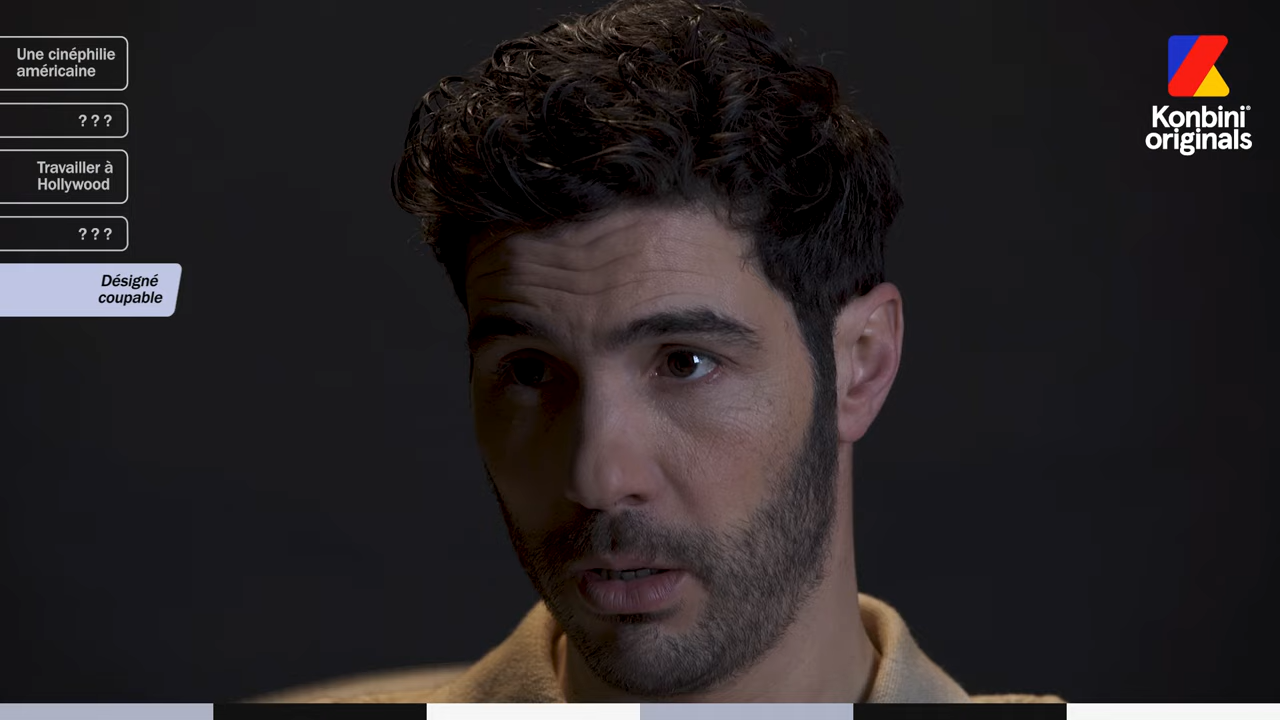 Une cinéphilie
américaine
???
Travailler à
Hollywood
???
Désigné
coupable
Konbini®
originals